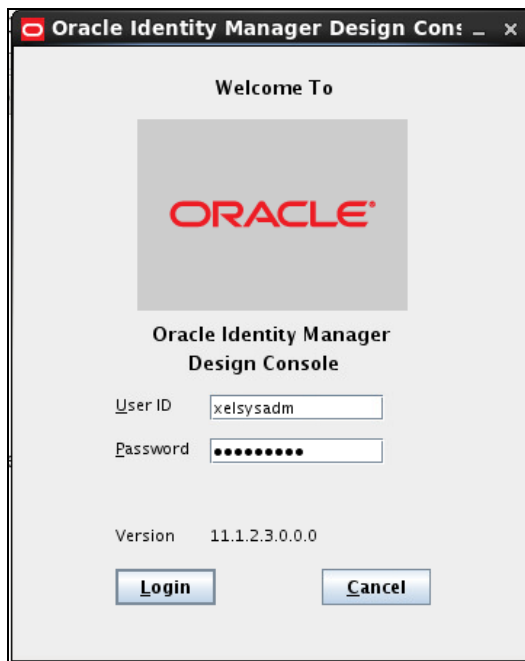 Oracle Identity Manager Design Cons
Welcome To
ORACLE®
Oracle Identity Manager
Design Console
User ID xelsysadm
Password •••••••••
Version 11.1.2.3.0.0.0
Login Cancel